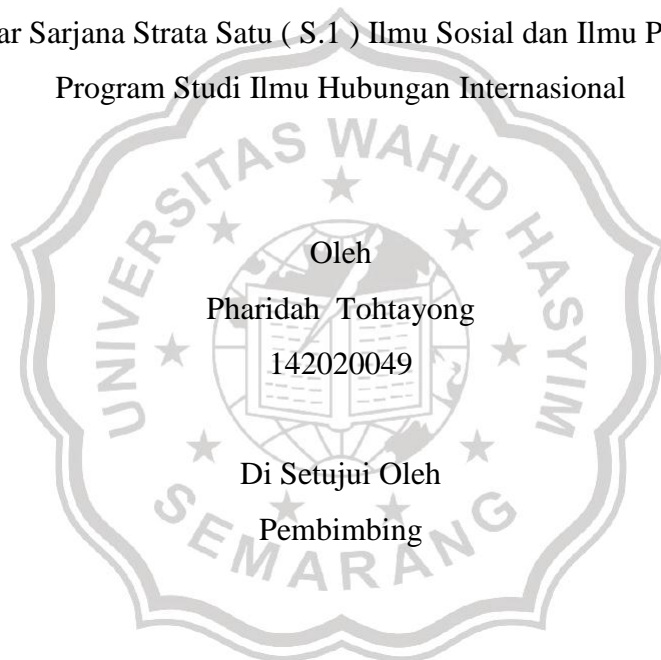 ar Sarjana Strata Satu ( S.1 ) Ilmu Sosial dan Ilmu P
Program Studi Ilmu Hubungan Internasional
UNIVERSITAS WAHID HASYIM
Oleh
Pharidah Tohtayong
142020049
Di Setujui Oleh
Pembimbing
SEMARANG